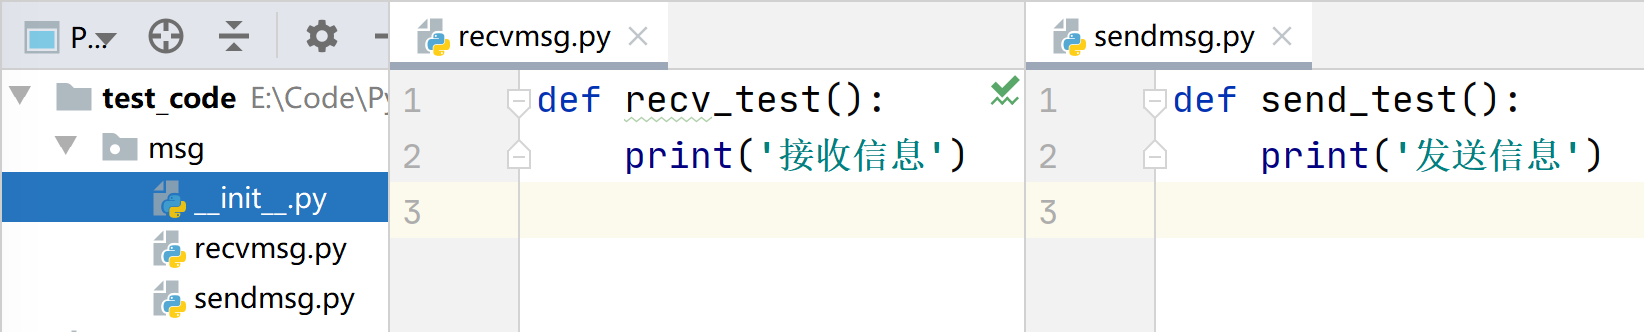 P...
test_code E:\Code\Py
msg
__init__.py
recvmsg.py
sendmsg.py
recvmsg.py
1 def recv_test():
2 print('接收信息')
3
sendmsg.py
1 def send_test():
2 print('发送信息')
3